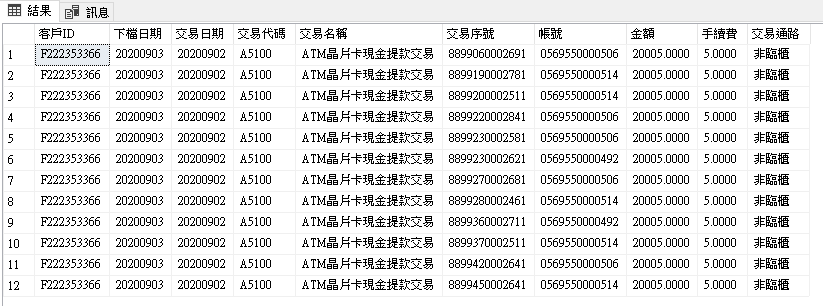 結果 訊息
客戶ID 下檔日期 交易日期 交易代碼 交易名稱 交易序號 帳號 金額 手續費 交易通路
1 F222353366 20200903 20200902 A5100 ATM晶片卡現金提款交易 8899060002691 0569550000506 20005.0000 5.0000 非臨櫃
2 F222353366 20200903 20200902 A5100 ATM晶片卡現金提款交易 8899190002781 0569550000514 20005.0000 5.0000 非臨櫃
3 F222353366 20200903 20200902 A5100 ATM晶片卡現金提款交易 8899200002511 0569550000514 20005.0000 5.0000 非臨櫃
4 F222353366 20200903 20200902 A5100 ATM晶片卡現金提款交易 8899220002841 0569550000506 20005.0000 5.0000 非臨櫃
5 F222353366 20200903 20200902 A5100 ATM晶片卡現金提款交易 8899230002581 0569550000506 20005.0000 5.0000 非臨櫃
6 F222353366 20200903 20200902 A5100 ATM晶片卡現金提款交易 8899230002621 0569550000492 20005.0000 5.0000 非臨櫃
7 F222353366 20200903 20200902 A5100 ATM晶片卡現金提款交易 8899270002681 0569550000506 20005.0000 5.0000 非臨櫃
8 F222353366 20200903 20200902 A5100 ATM晶片卡現金提款交易 8899280002461 0569550000514 20005.0000 5.0000 非臨櫃
9 F222353366 20200903 20200902 A5100 ATM晶片卡現金提款交易 8899360002711 0569550000492 20005.0000 5.0000 非臨櫃
10 F222353366 20200903 20200902 A5100 ATM晶片卡現金提款交易 8899370002511 0569550000514 20005.0000 5.0000 非臨櫃
11 F222353366 20200903 20200902 A5100 ATM晶片卡現金提款交易 8899420002641 0569550000506 20005.0000 5.0000 非臨櫃
12 F222353366 20200903 20200902 A5100 ATM晶片卡現金提款交易 8899450002641 0569550000514 20005.0000 5.0000 非臨櫃